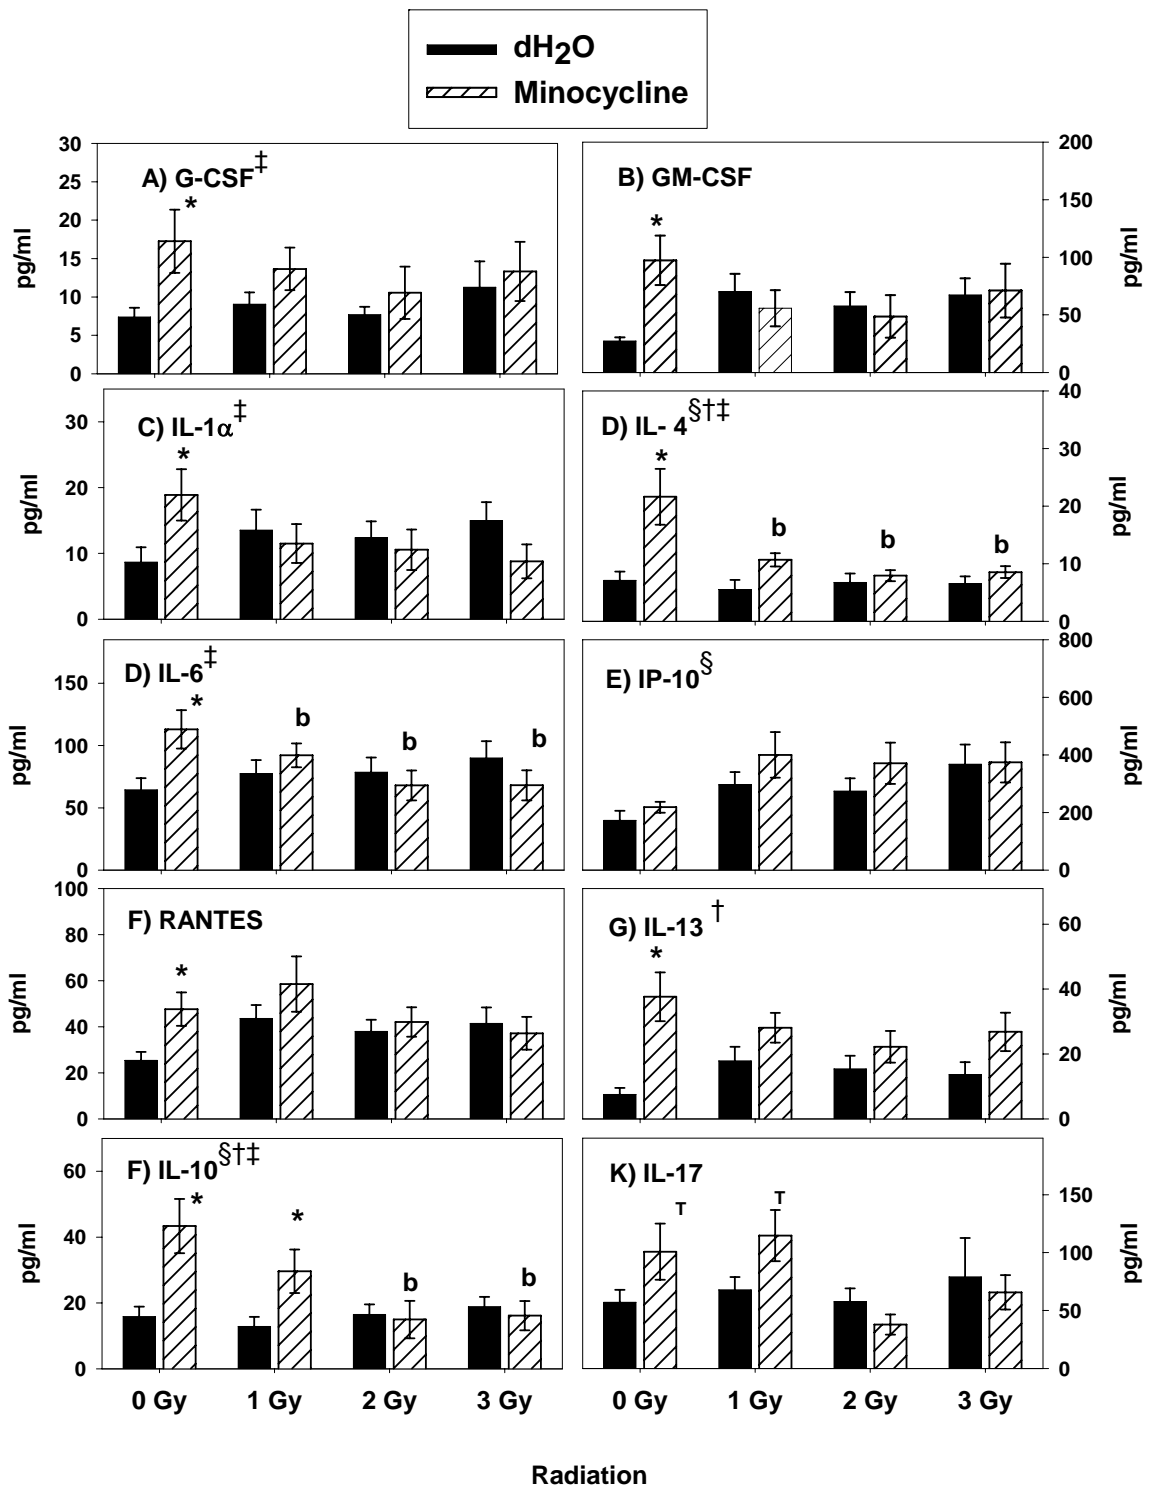 dH2O
Minocycline
30
25
20
15
10
5
0
pg/ml
A) G-CSF‡
*
B) GM-CSF
*
200
150
100
50
0
pg/ml
30
20
10
0
pg/ml
C) IL-1α‡
*
D) IL- 4§†‡
*
b
b
b
40
30
20
10
0
pg/ml
150
100
50
0
pg/ml
D) IL-6‡
*
b
b
b
E) IP-10§
800
600
400
200
0
pg/ml
100
80
60
40
20
0
pg/ml
F) RANTES
*
G) IL-13 †
*
60
40
20
0
pg/ml
60
40
20
0
pg/ml
F) IL-10§†‡
*
*
b
b
K) IL-17
T
T
150
100
50
0
pg/ml
0 Gy 1 Gy 2 Gy 3 Gy
0 Gy 1 Gy 2 Gy 3 Gy
Radiation